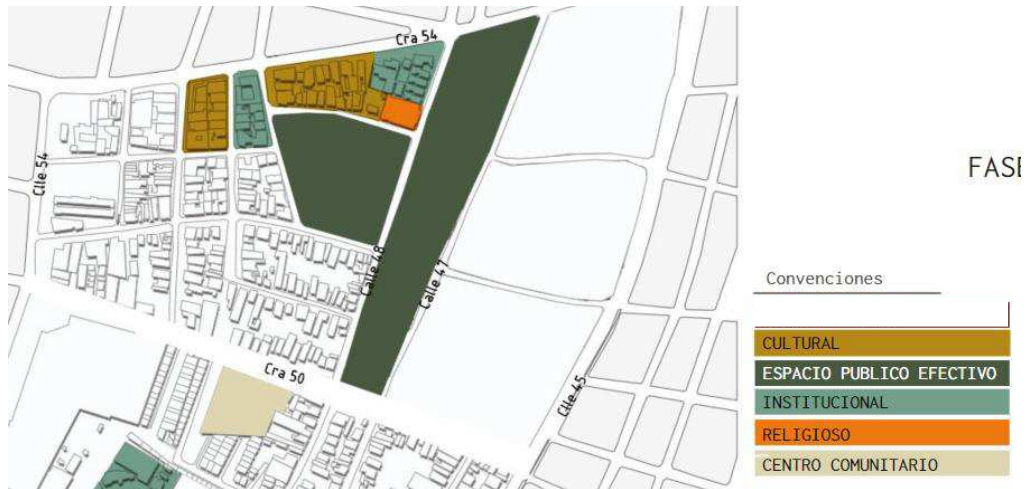 Cra 54
Clle 54
FASE
Calle 48
Calle 47
Convenciones
CULTURAL
ESPACIO PUBLICO EFECTIVO
INSTITUCIONAL
RELIGIOSO
CENTRO COMUNITARIO
Cra 50
Clle 45